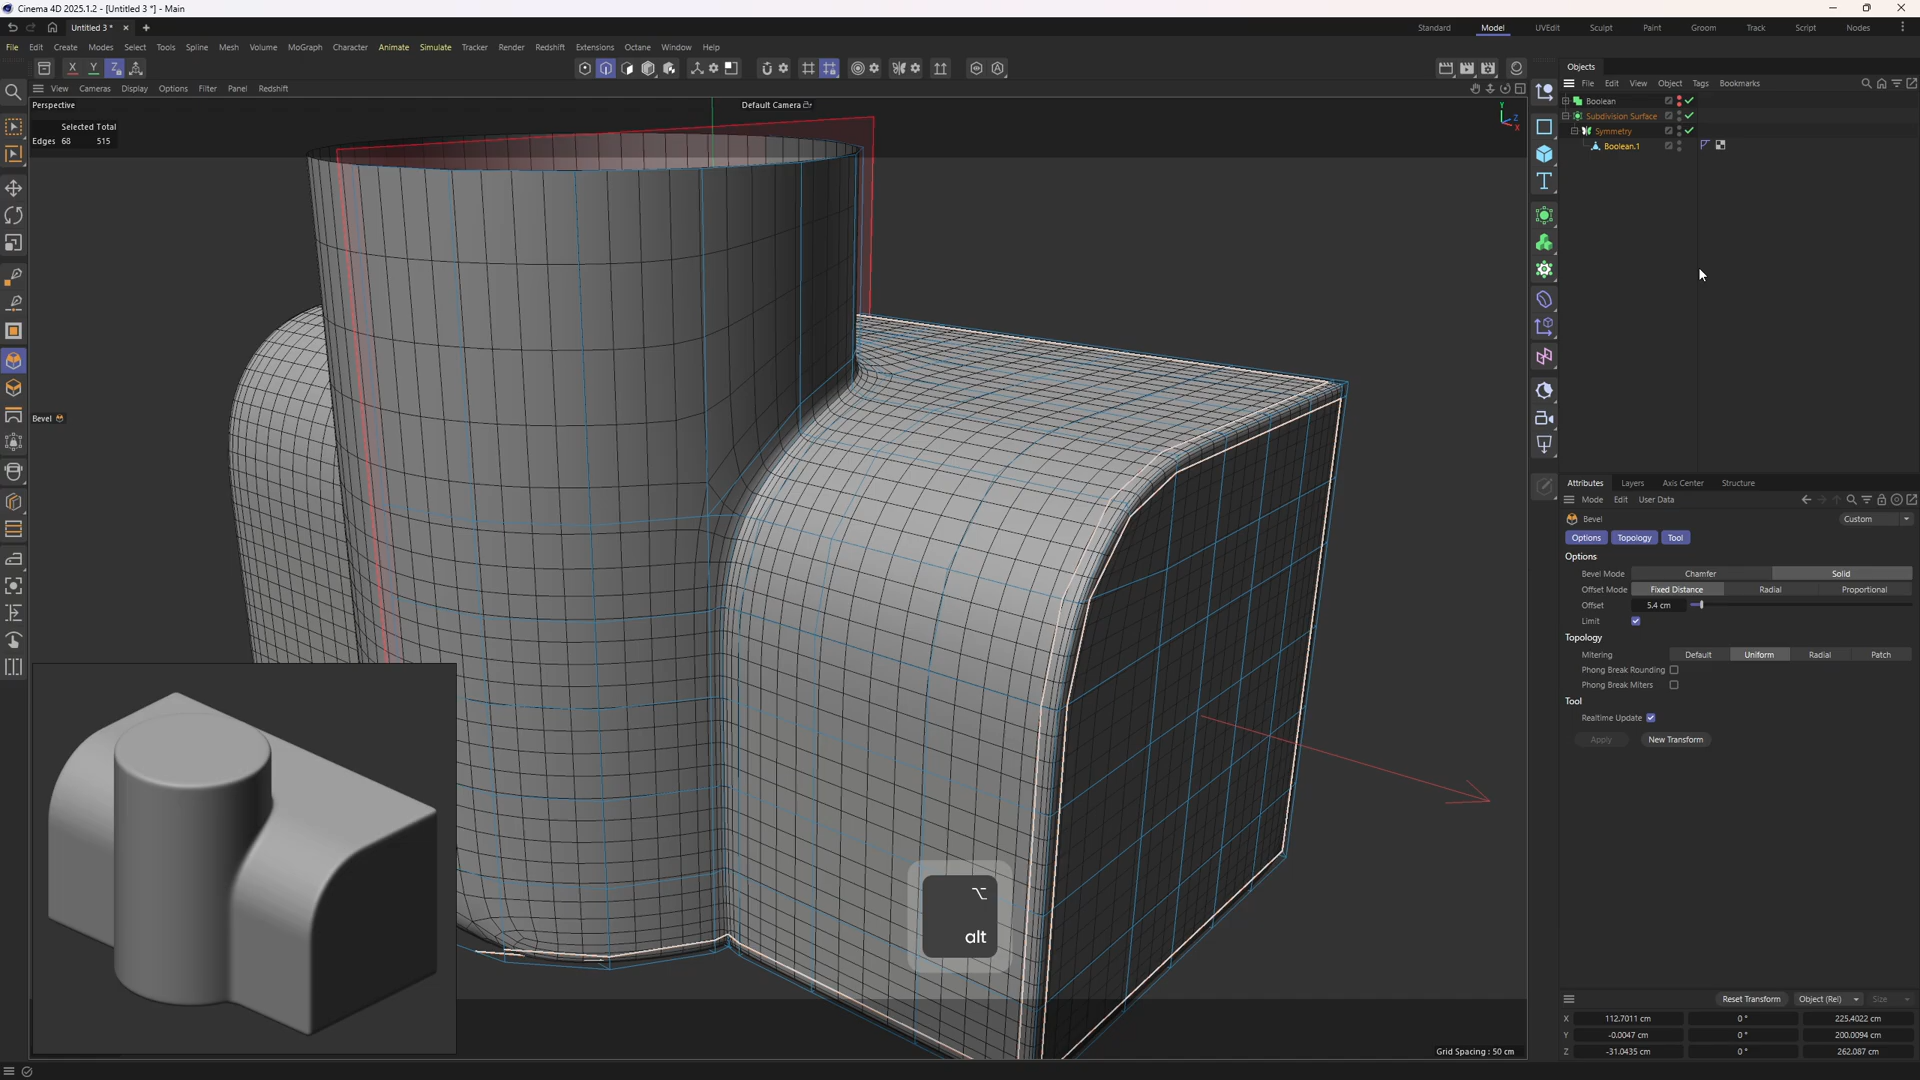 Cinema 4D 2025.1.2 - [Untitled 3 *] - Main
Untitled 3 *
Standard Model UVEdit Sculpt Paint Groom Track Script Nodes
File Edit Create Modes Select Tools Spline Mesh Volume MoGraph Character Animate Simulate Tracker Render Redshift Extensions Octane Window Help
X Y Z
View Cameras Display Options Filter Panel Redshift
Perspective
Default Camera
Selected Total
Edges 68 515
Y
Z
X
Bevel
alt
Grid Spacing : 50 cm
Objects
File Edit View Object Tags Bookmarks
Boolean
Subdivision Surface
Symmetry
Boolean.1
Attributes Layers Axis Center Structure
Mode Edit User Data
Bevel Custom
Options Topology Tool
Options
Bevel Mode Chamfer Solid
Offset Mode Fixed Distance Radial Proportional
Offset 5.4 cm
Limit
Topology
Mitering Default Uniform Radial Patch
Phong Break Rounding
Phong Break Miters
Tool
Realtime Update
Apply New Transform
Reset Transform Object (Rel) Size
X 112.7011 cm 0 ° 225.4022 cm
Y -0.0047 cm 0 ° 200.0094 cm
Z -31.0435 cm 0 ° 262.087 cm